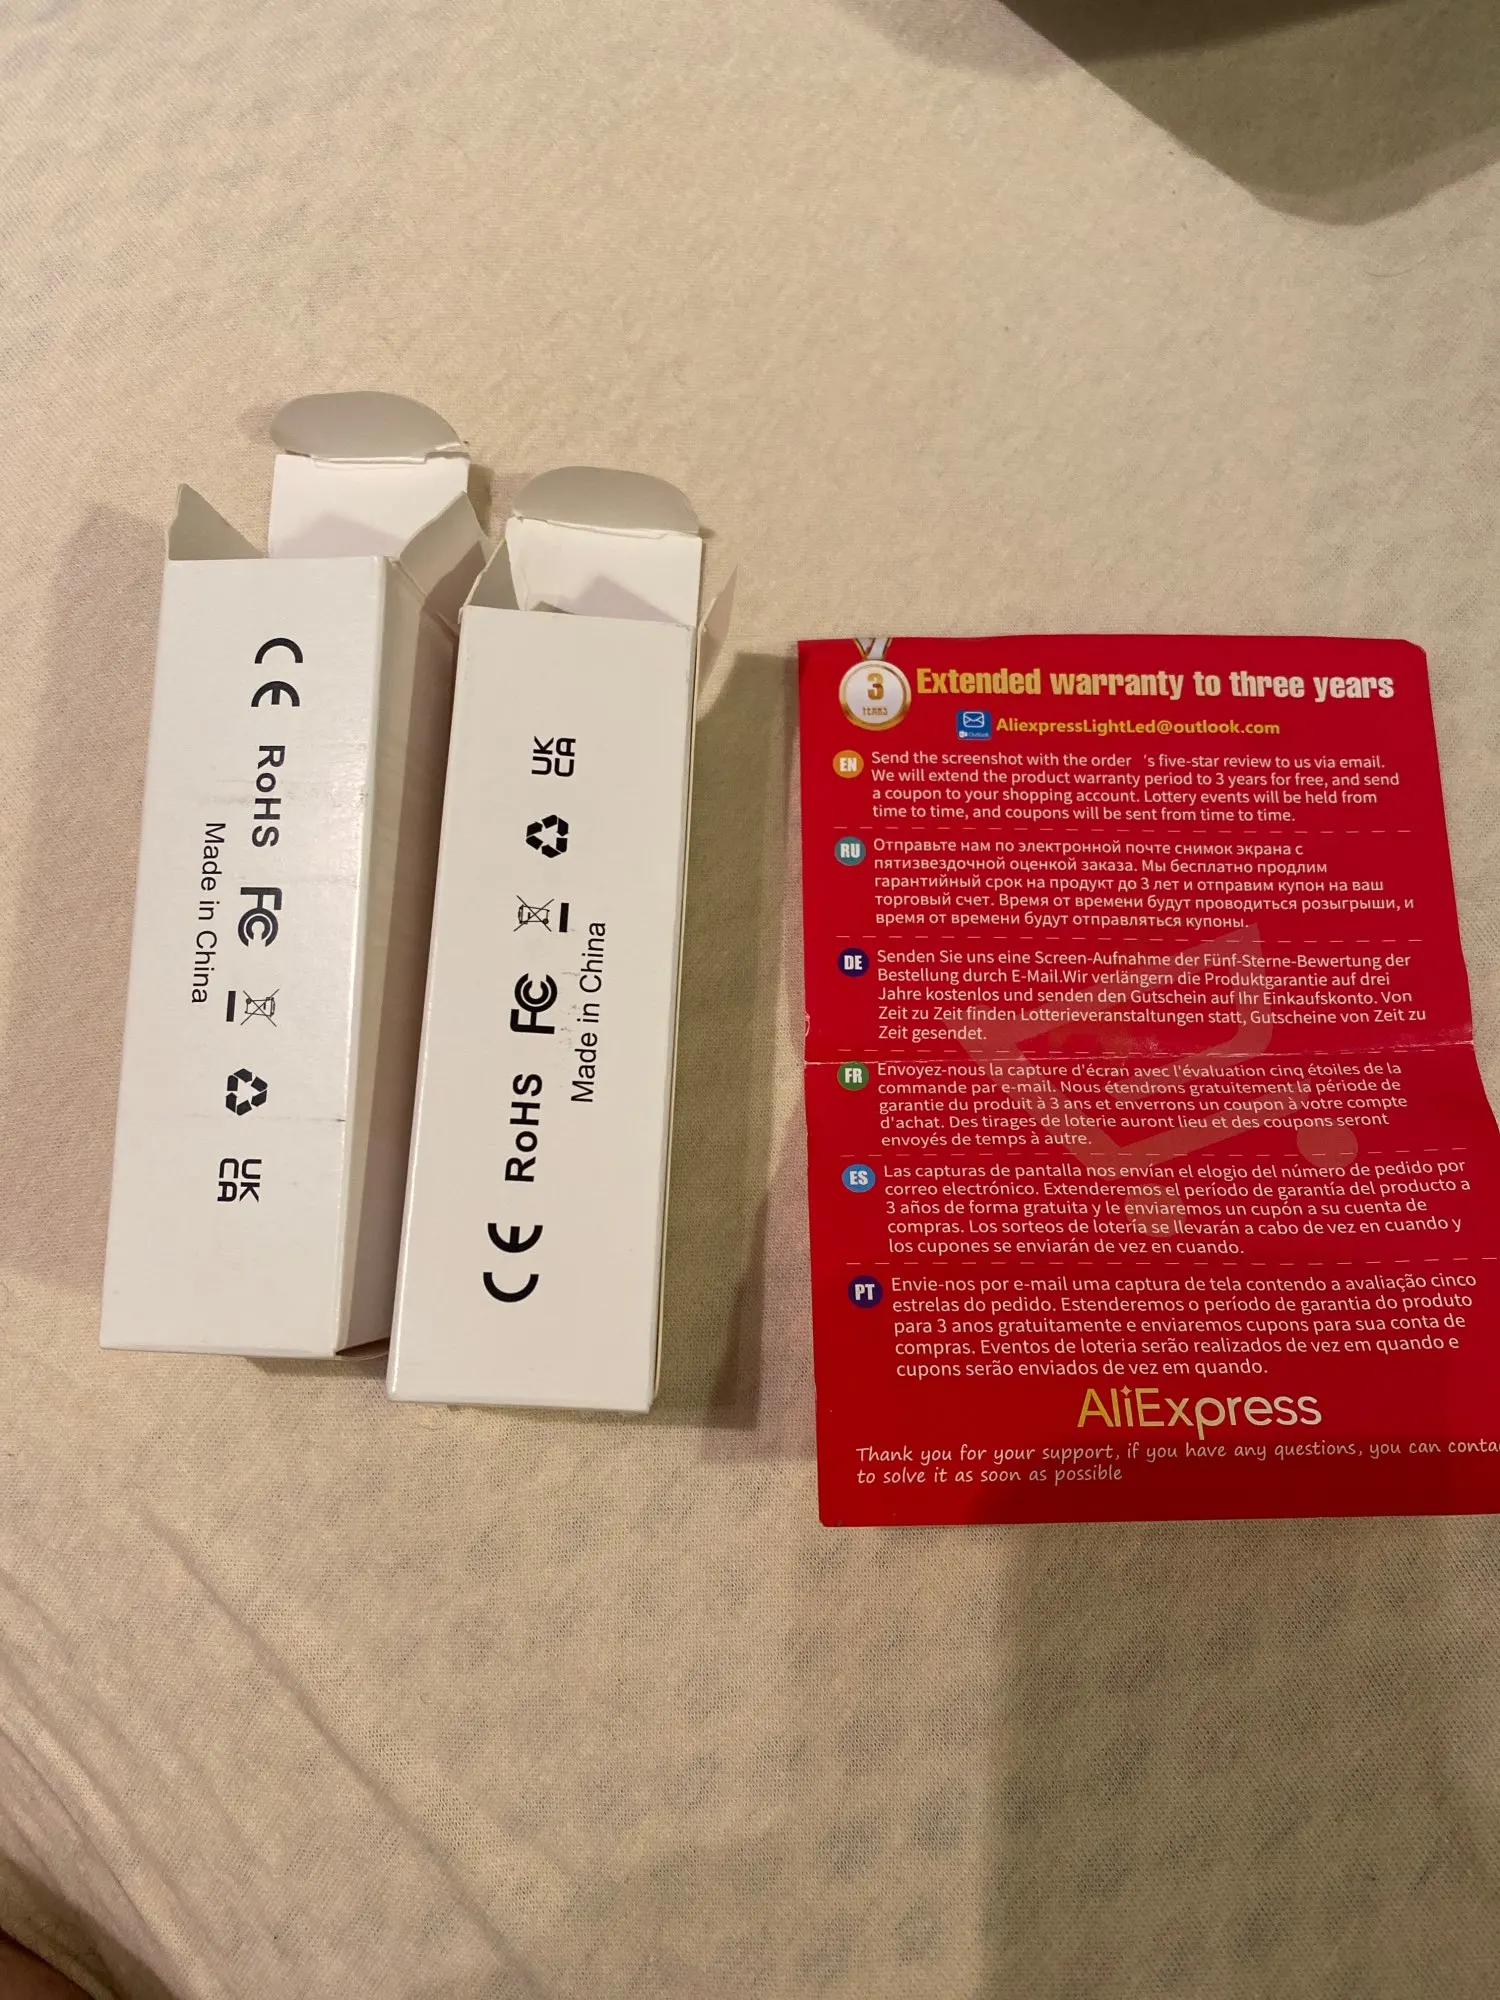 CE RoHS FC UKCA
Made in China
CE RoHS FC UKCA
Made in China
3
YEARS
Extended warranty to three years
Outlook
AliexpressLightLed@outlook.com
EN
Send the screenshot with the order 's five-star review to us via email.
We will extend the product warranty period to 3 years for free, and send
a coupon to your shopping account. Lottery events will be held from
time to time, and coupons will be sent from time to time.
RU
Отправьте нам по электронной почте снимок экрана с
пятизвездочной оценкой заказа. Мы бесплатно продлим
гарантийный срок на продукт до 3 лет и отправим купон на ваш
торговый счет. Время от времени будут проводиться розыгрыши, и
время от времени будут отправляться купоны.
DE
Senden Sie uns eine Screen-Aufnahme der Fünf-Sterne-Bewertung der
Bestellung durch E-Mail.Wir verlängern die Produktgarantie auf drei
Jahre kostenlos und senden den Gutschein auf Ihr Einkaufskonto. Von
Zeit zu Zeit finden Lotterieveranstaltungen statt, Gutscheine von Zeit zu
Zeit gesendet.
FR
Envoyez-nous la capture d'écran avec l'évaluation cinq étoiles de la
commande par e-mail. Nous étendrons gratuitement la période de
garantie du produit à 3 ans et enverrons un coupon à votre compte
d'achat. Des tirages de loterie auront lieu et des coupons seront
envoyés de temps à autre.
ES
Las capturas de pantalla nos envían el elogio del número de pedido por
correo electrónico. Extenderemos el período de garantía del producto a
3 años de forma gratuita y le enviaremos un cupón a su cuenta de
compras. Los sorteos de lotería se llevarán a cabo de vez en cuando y
los cupones se enviarán de vez en cuando.
PT
Envie-nos por e-mail uma captura de tela contendo a avaliação cinco
estrelas do pedido. Estenderemos o período de garantia do produto
para 3 anos gratuitamente e enviaremos cupons para sua conta de
compras. Eventos de loteria serão realizados de vez em quando e
cupons serão enviados de vez em quando.
AliExpress
Thank you for your support, if you have any questions, you can conta
to solve it as soon as possible